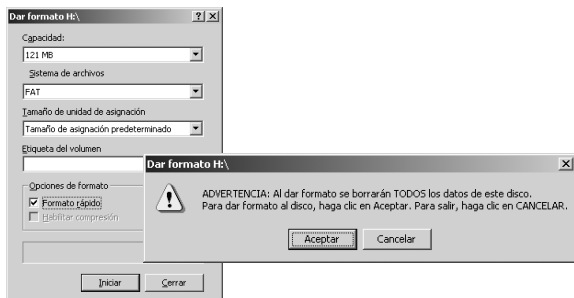 Dar formato H:\
Capacidad:
121 MB
Sistema de archivos
FAT
Tamaño de unidad de asignación
Tamaño de asignación predeterminado
Etiqueta del volumen
Opciones de formato
Formato rápido
Habilitar compresión
Iniciar
Cerrar
Dar formato H:\
ADVERTENCIA: Al dar formato se borrarán TODOS los datos de este disco.
Para dar formato al disco, haga clic en Aceptar. Para salir, haga clic en CANCELAR.
Aceptar
Cancelar